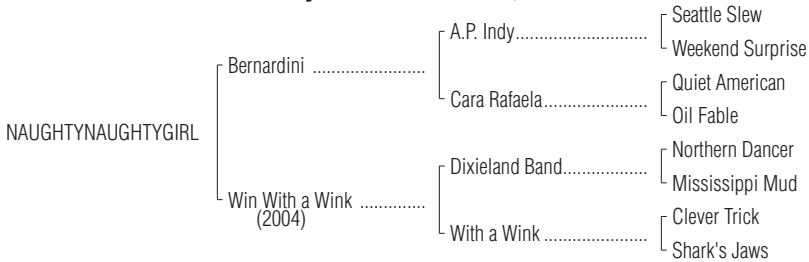 Seattle Slew
A.P. Indy..............................
Weekend Surprise
Bernardini .........................
Quiet American
Cara Rafaela........................
Oil Fable
NAUGHTYNAUGHTYGIRL
Northern Dancer
Dixieland Band...................
Mississippi Mud
Win With a Wink ...............
(2004)
Clever Trick
With a Wink .......................
Shark's Jaws